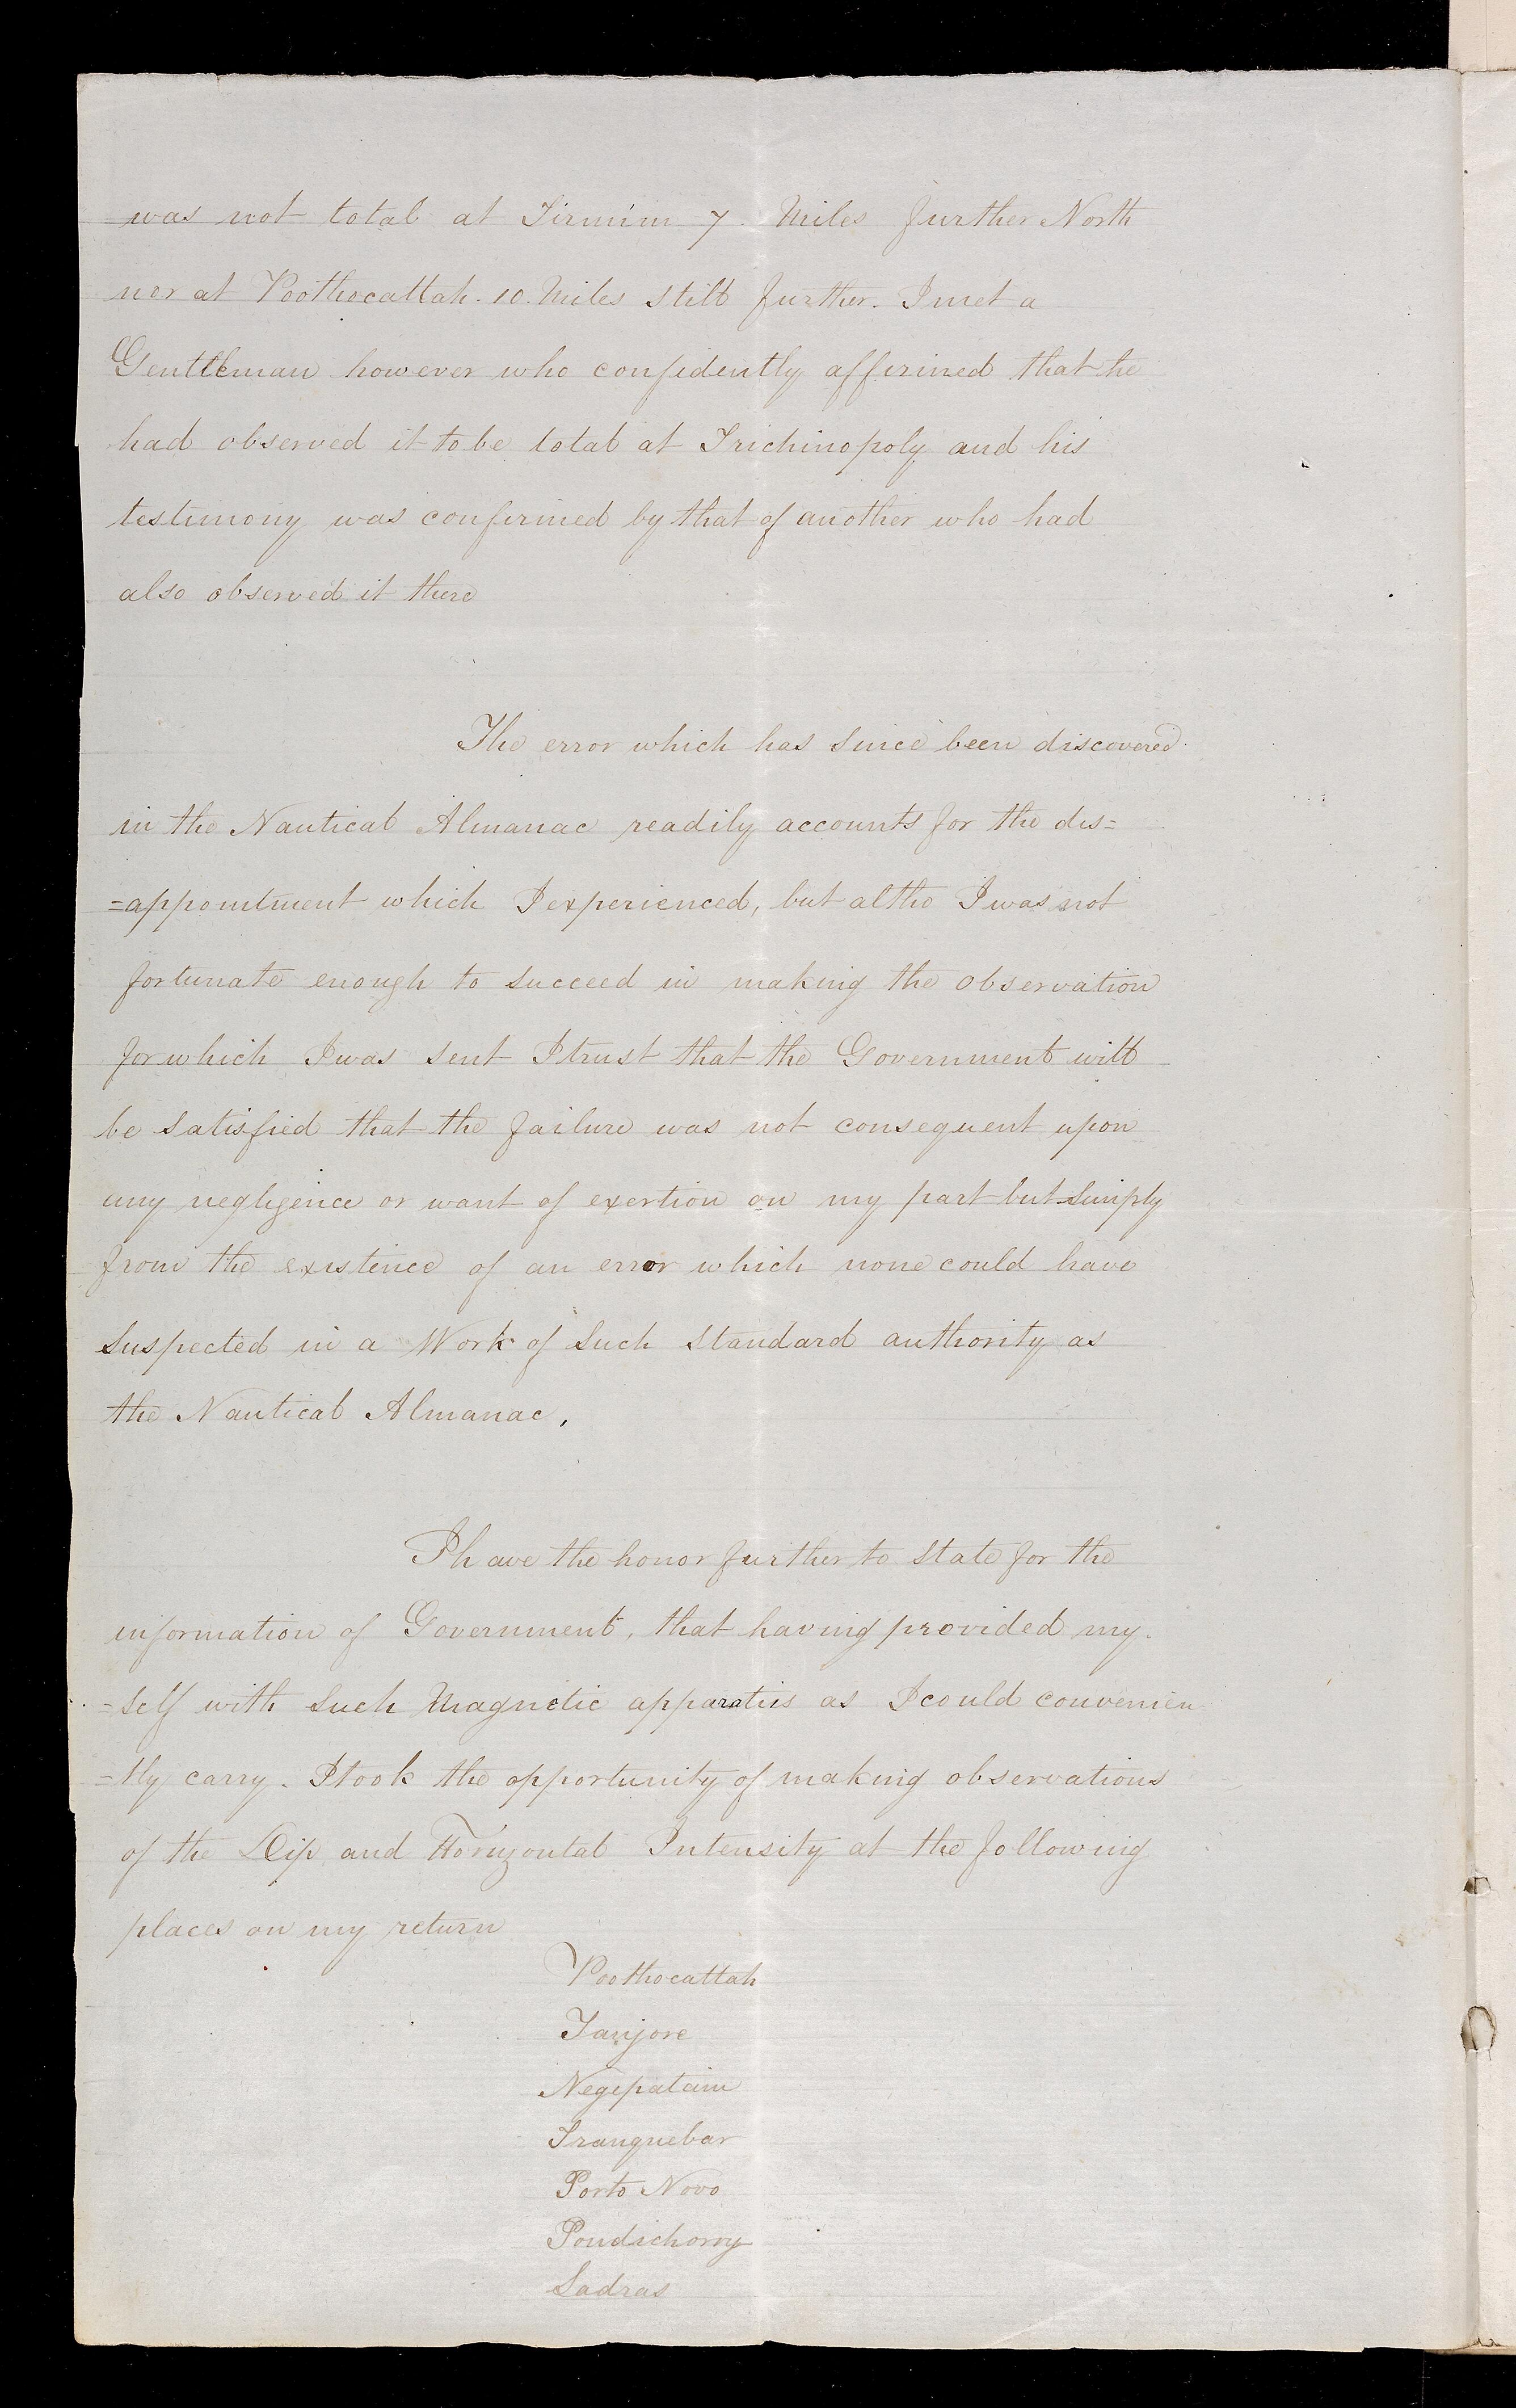 was not total at Tirmim 7 Miles further North
nor at Poothocattah. 10. Miles still further. I met a
Gentleman however who confidently affirmed that he
had observed it to be total at Trichinopoly and his
testimony was confirmed by that of another who had
also observed it there
The error which has since been discovered
in the Nautical Almanac readily accounts for the dis=
=appointment which I experienced, but altho I was not
fortunate enough to succeed in making the observation
for which I was sent I trust that the Government will
be satisfied that the failure was not consequent upon
any negligence or want of exertion on my part but simply
from the existence of an error which none could have
suspected in a Work of such standard authority as
the Nautical Almanac.
I have the honor further to state for the
information of Government, that having provided my.
=self with such Magnetic apparatus as I could convenien
=tly carry. I took the opportunity of making observations
of the Dip and Horizontal Intensity at the following
places on my return
Poothocattah
Tanjore
Negepatam
Tranquebar
Porto Novo
Pondicherry
Sadras